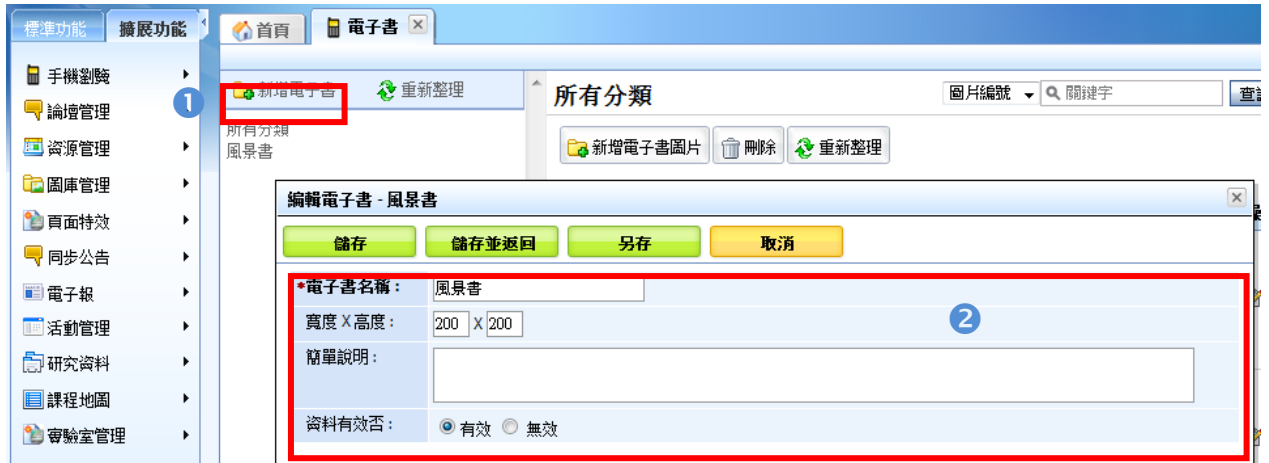 標準功能
擴展功能
首頁
電子書
手機瀏覽
論壇管理
資源管理
圖庫管理
頁面特效
同步公告
電子報
活動管理
研究資料
課程地圖
實驗室管理
1
新增電子書
重新整理
所有分類
風景書
所有分類
圖片編號
關鍵字
新增電子書圖片
刪除
重新整理
編輯電子書 - 風景書
儲存
儲存並返回
另存
取消
*電子書名稱：
風景書
寬度 X 高度：
200 X 200
2
簡單說明：
資料有效否：
有效
無效